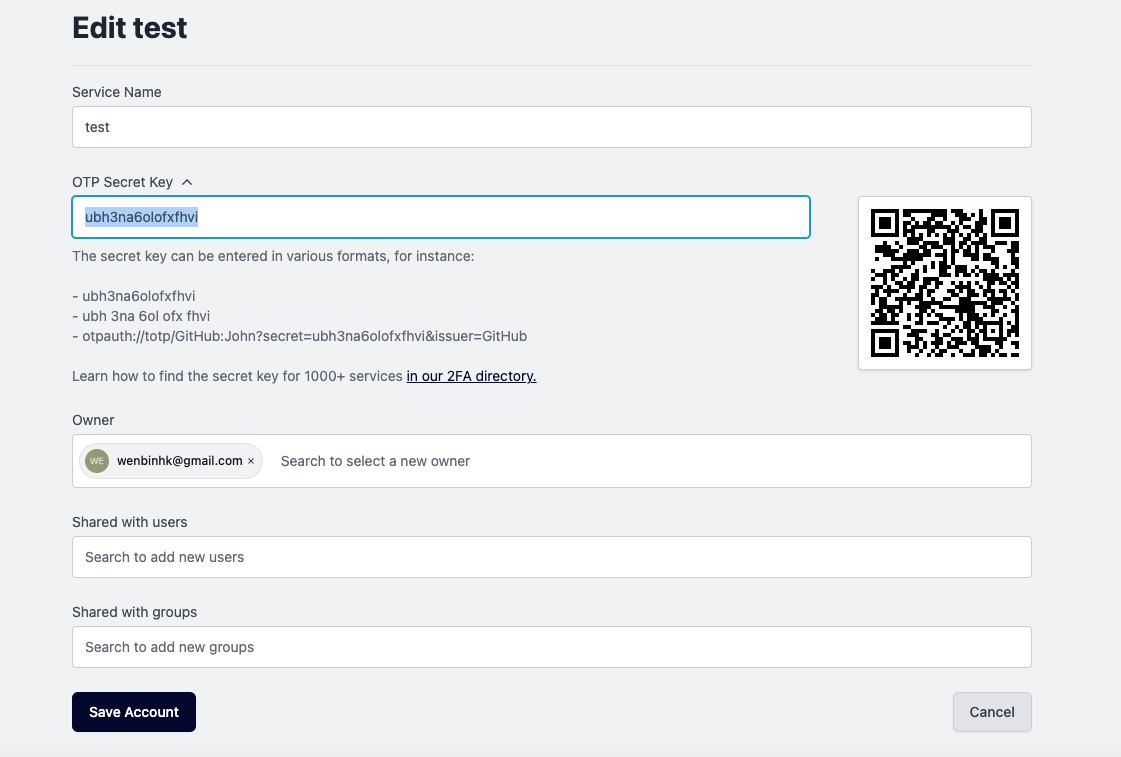 Edit test
Service Name
test
OTP Secret Key
ubh3na6olofxfhvi
The secret key can be entered in various formats, for instance:
- ubh3na6olofxfhvi
- ubh 3na 6ol ofx fhvi
- otpauth://totp/GitHub:John?secret=ubh3na6olofxfhvi&issuer=GitHub
Learn how to find the secret key for 1000+ services in our 2FA directory.
Owner
WE wenbinhk@gmail.com × Search to select a new owner
Shared with users
Search to add new users
Shared with groups
Search to add new groups
Save Account Cancel